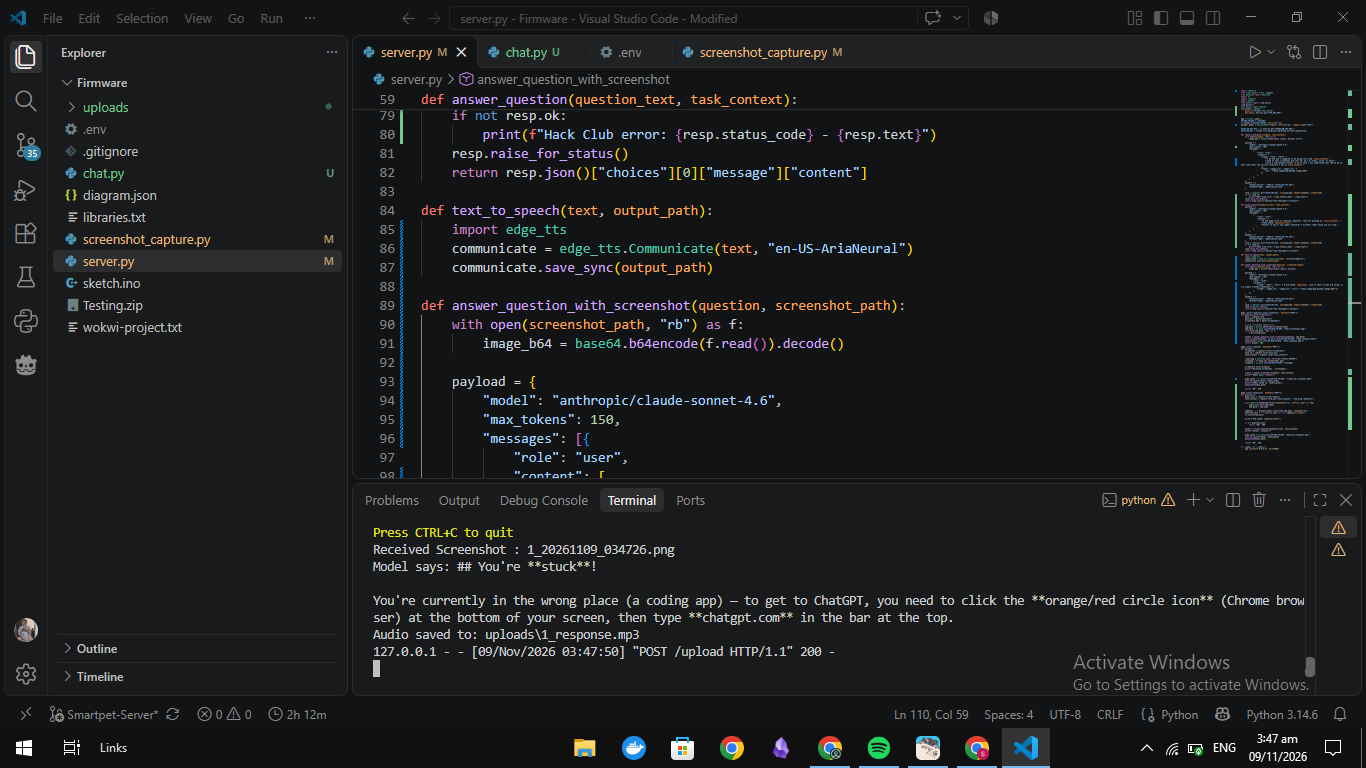 File Edit Selection View Go Run ··· server.py - Firmware - Visual Studio Code - Modified
Explorer ···
Firmware
uploads
.env
.gitignore
chat.py U
diagram.json
libraries.txt
screenshot_capture.py M
server.py M
sketch.ino
Testing.zip
wokwi-project.txt
Outline
Timeline
35
server.py M chat.py U .env screenshot_capture.py M
server.py > answer_question_with_screenshot
59 def answer_question(question_text, task_context):
79 if not resp.ok:
80 print(f"Hack Club error: {resp.status_code} - {resp.text}")
81 resp.raise_for_status()
82 return resp.json()["choices"][0]["message"]["content"]
83
84 def text_to_speech(text, output_path):
85 import edge_tts
86 communicate = edge_tts.Communicate(text, "en-US-AriaNeural")
87 communicate.save_sync(output_path)
88
89 def answer_question_with_screenshot(question, screenshot_path):
90 with open(screenshot_path, "rb") as f:
91 image_b64 = base64.b64encode(f.read()).decode()
92
93 payload = {
94 "model": "anthropic/claude-sonnet-4.6",
95 "max_tokens": 150,
96 "messages": [{
97 "role": "user",
98 "content": [
Problems Output Debug Console Terminal Ports python
Press CTRL+C to quit
Received Screenshot : 1_20261109_034726.png
Model says: ## You're **stuck**!
You're currently in the wrong place (a coding app) — to get to ChatGPT, you need to click the **orange/red circle icon** (Chrome brow
ser) at the bottom of your screen, then type **chatgpt.com** in the bar at the top.
Audio saved to: uploads\1_response.mp3
127.0.0.1 - - [09/Nov/2026 03:47:50] "POST /upload HTTP/1.1" 200 -
Activate Windows
Go to Settings to activate Windows.
Smartpet-Server* 0 0 2h 12m Ln 110, Col 59 Spaces: 4 UTF-8 CRLF Python Python 3.14.6
Links ENG 3:47 am
09/11/2026